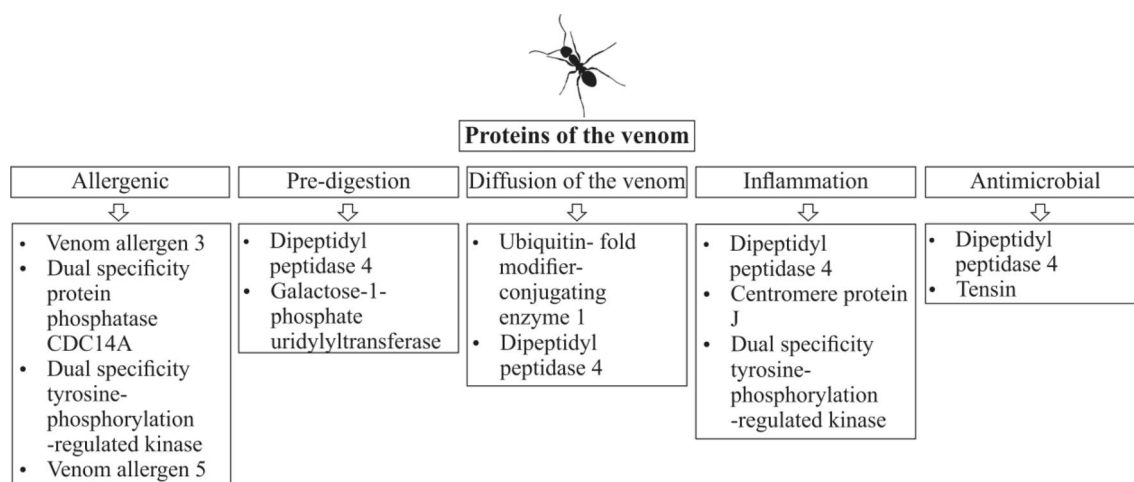 Proteins of the venom
Allergenic
Pre-digestion
Diffusion of the venom
Inflammation
Antimicrobial
• Venom allergen 3
• Dual specificity
protein
phosphatase
CDC14A
• Dual specificity
tyrosine-
phosphorylation
-regulated kinase
• Venom allergen 5
• Dipeptidyl
peptidase 4
• Galactose-1-
phosphate
uridylyltransferase
• Ubiquitin- fold
modifier-
conjugating
enzyme 1
• Dipeptidyl
peptidase 4
• Dipeptidyl
peptidase 4
• Centromere protein
J
• Dual specificity
tyrosine-
phosphorylation
-regulated kinase
• Dipeptidyl
peptidase 4
• Tensin